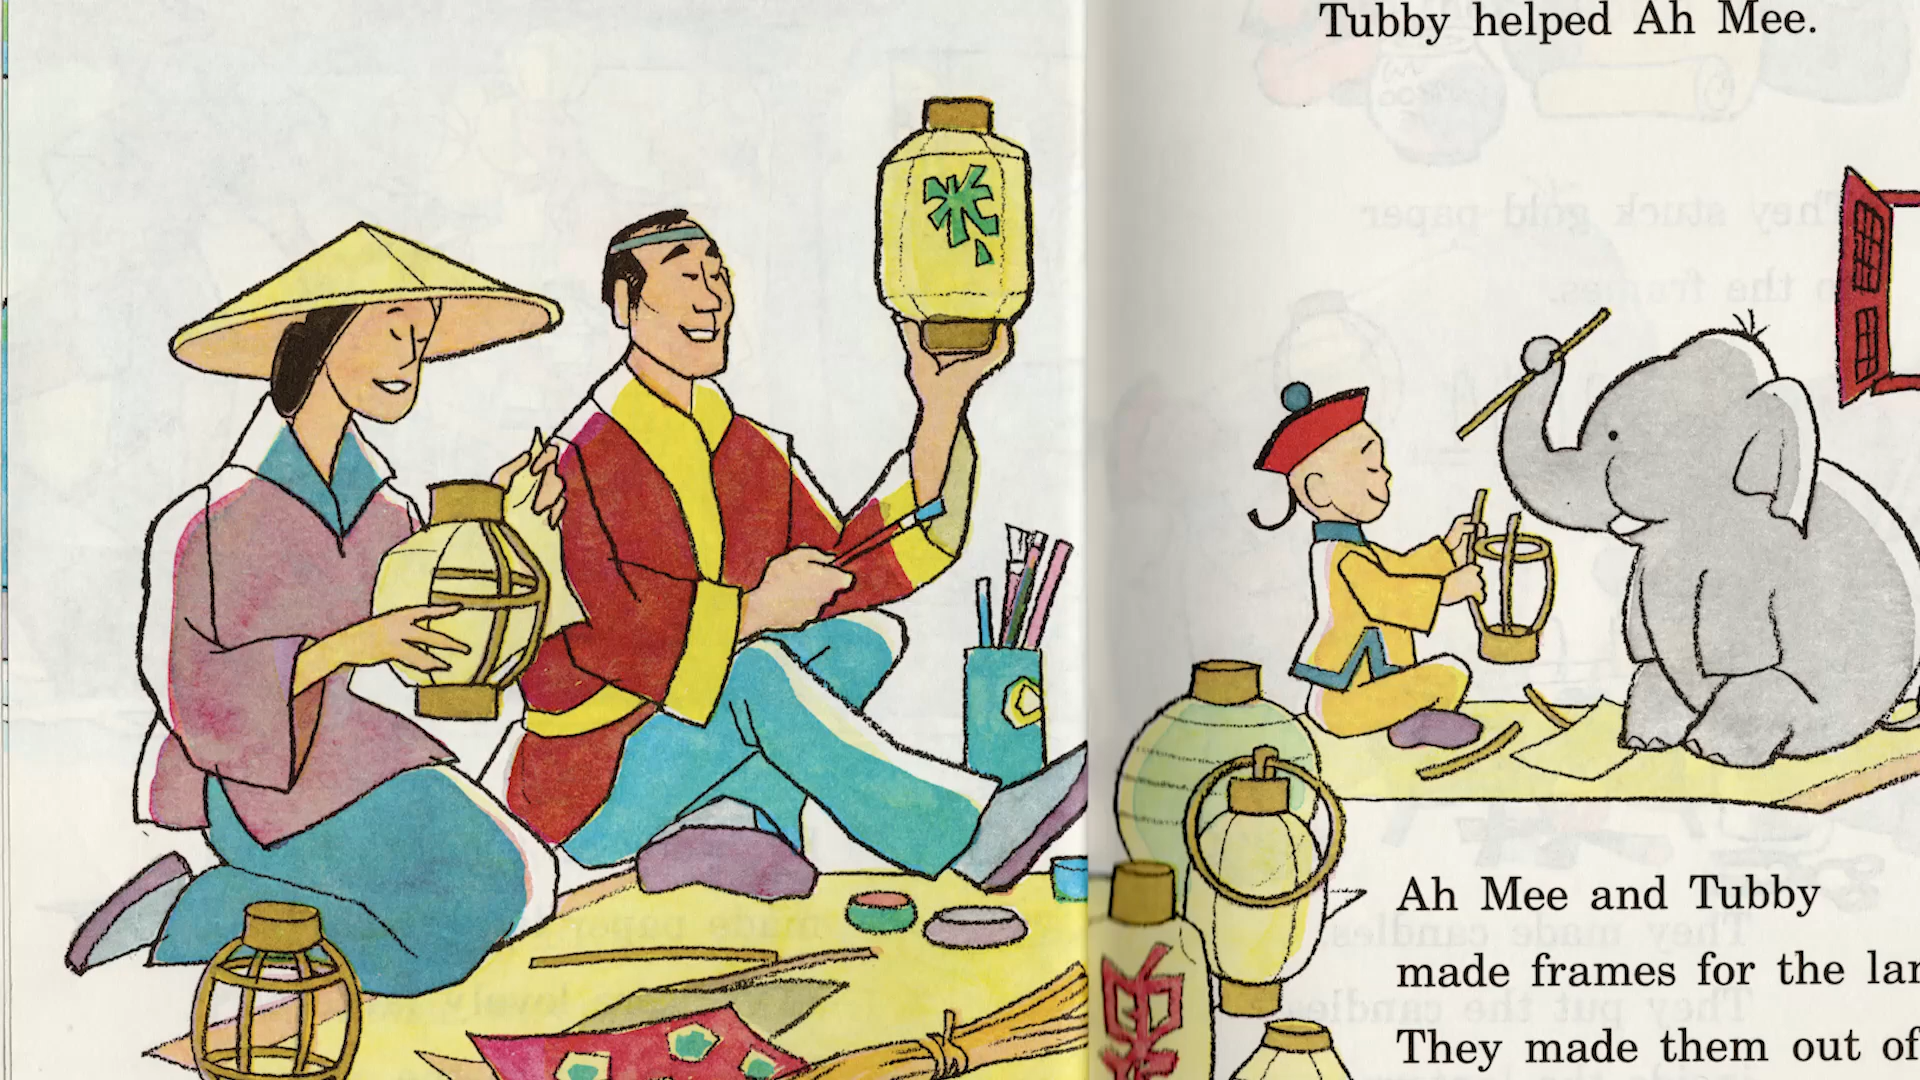 Tubby helped Ah Mee.
Ah Mee and Tubby
made frames for the lan
They made them out of